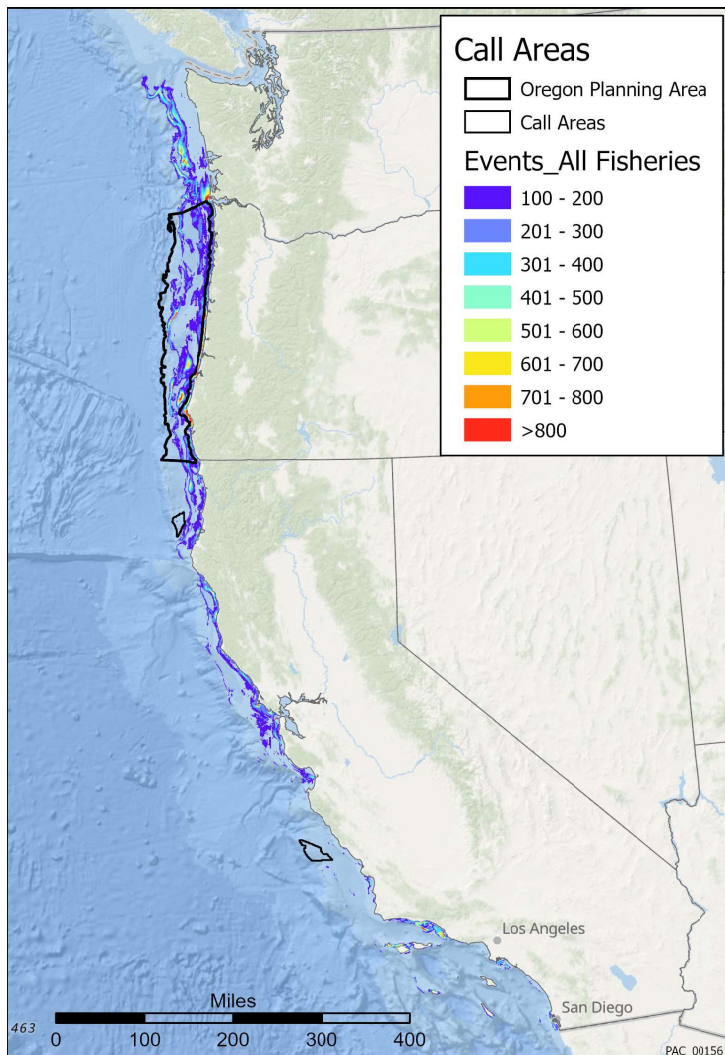 Call Areas
Oregon Planning Area
Call Areas
Events_All Fisheries
100 - 200
201 - 300
301 - 400
401 - 500
501 - 600
601 - 700
701 - 800
>800
Los Angeles
San Diego
Miles
463
0 100 200 300 400
PAC_00156